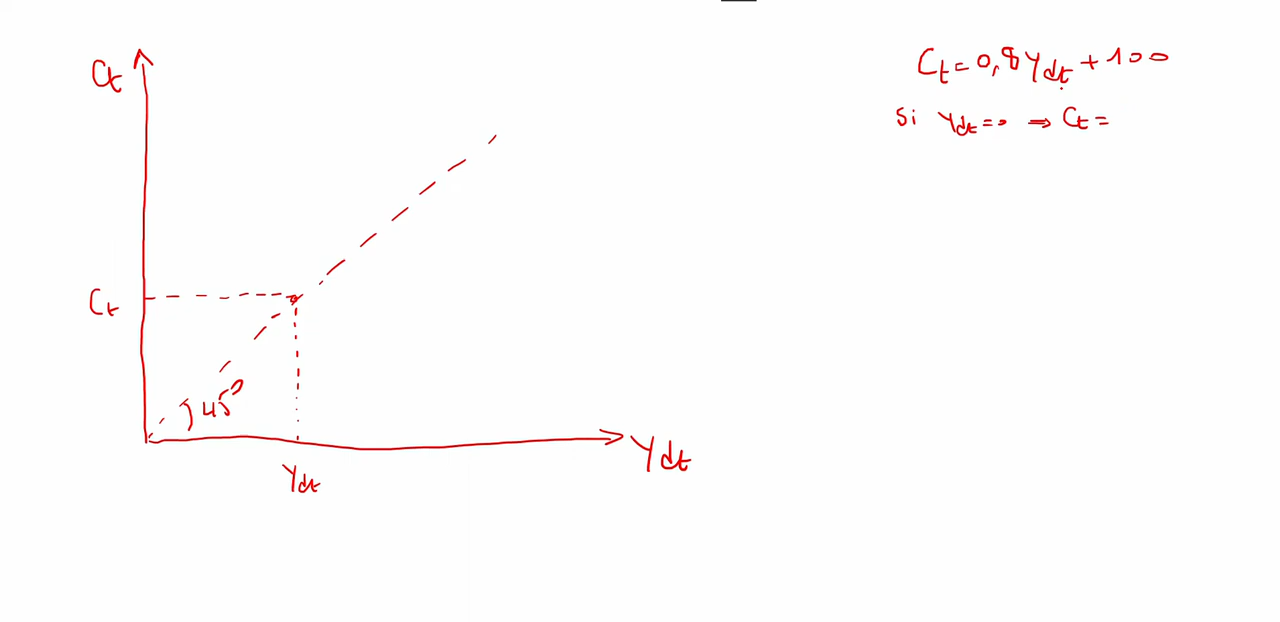 Ct
Ct = 0,8 Ydt + 100
Si Ydt = 0 ⇒ Ct =
Ct
45°
Ydt
Ydt